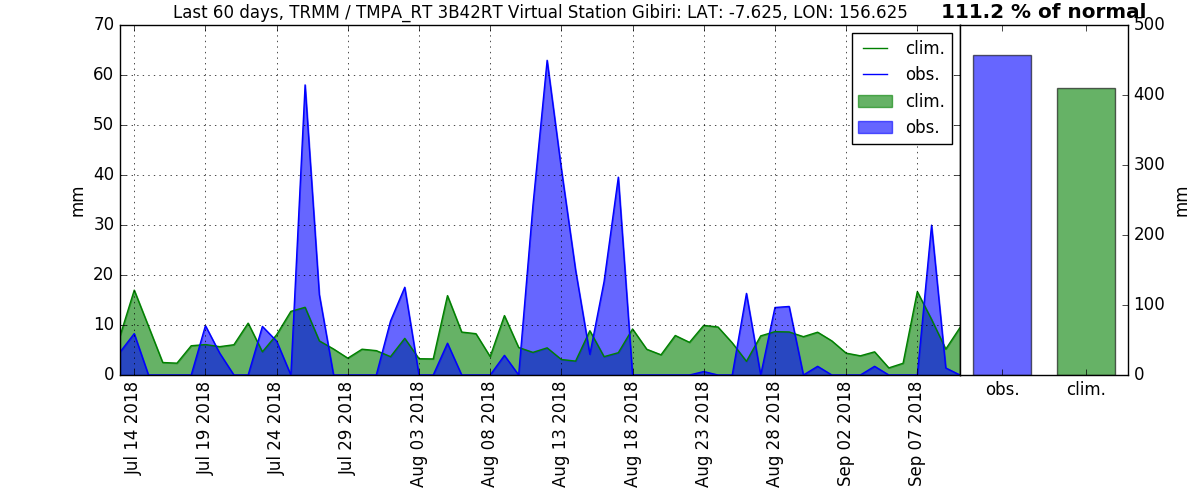 Last 60 days, TRMM / TMPA_RT 3B42RT Virtual Station Gibiri: LAT: -7.625, LON: 156.625
111.2 % of normal
70
60
50
40
30
20
10
0
mm
clim.
obs.
clim.
obs.
Jul 14 2018
Jul 19 2018
Jul 24 2018
Jul 29 2018
Aug 03 2018
Aug 08 2018
Aug 13 2018
Aug 18 2018
Aug 23 2018
Aug 28 2018
Sep 02 2018
Sep 07 2018
500
400
300
200
100
0
mm
obs.
clim.